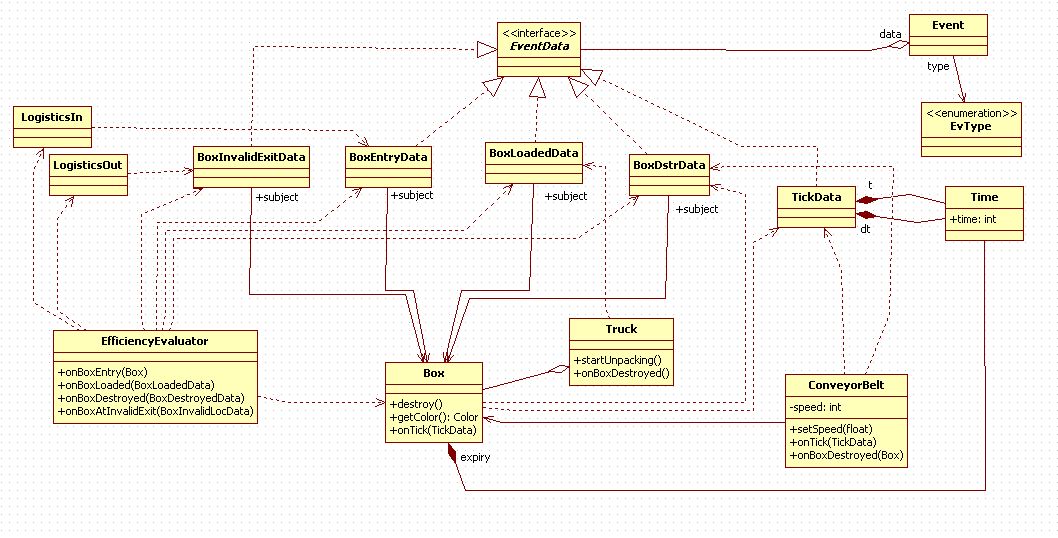 <<interface>>
EventData
data
Event
type
<<enumeration>>
EvType
LogisticsIn
LogisticsOut
BoxInvalidExitData
+subject
BoxEntryData
+subject
BoxLoadedData
+subject
BoxDstrData
+subject
TickData
t
dt
Time
+time: int
EfficiencyEvaluator
+onBoxEntry(Box)
+onBoxLoaded(BoxLoadedData)
+onBoxDestroyed(BoxDestroyedData)
+onBoxAtInvalidExit(BoxInvalidLocData)
Box
+destroy()
+getColor(): Color
+onTick(TickData)
expiry
Truck
+startUnpacking()
+onBoxDestroyed()
ConveyorBelt
-speed: int
+setSpeed(float)
+onTick(TickData)
+onBoxDestroyed(Box)